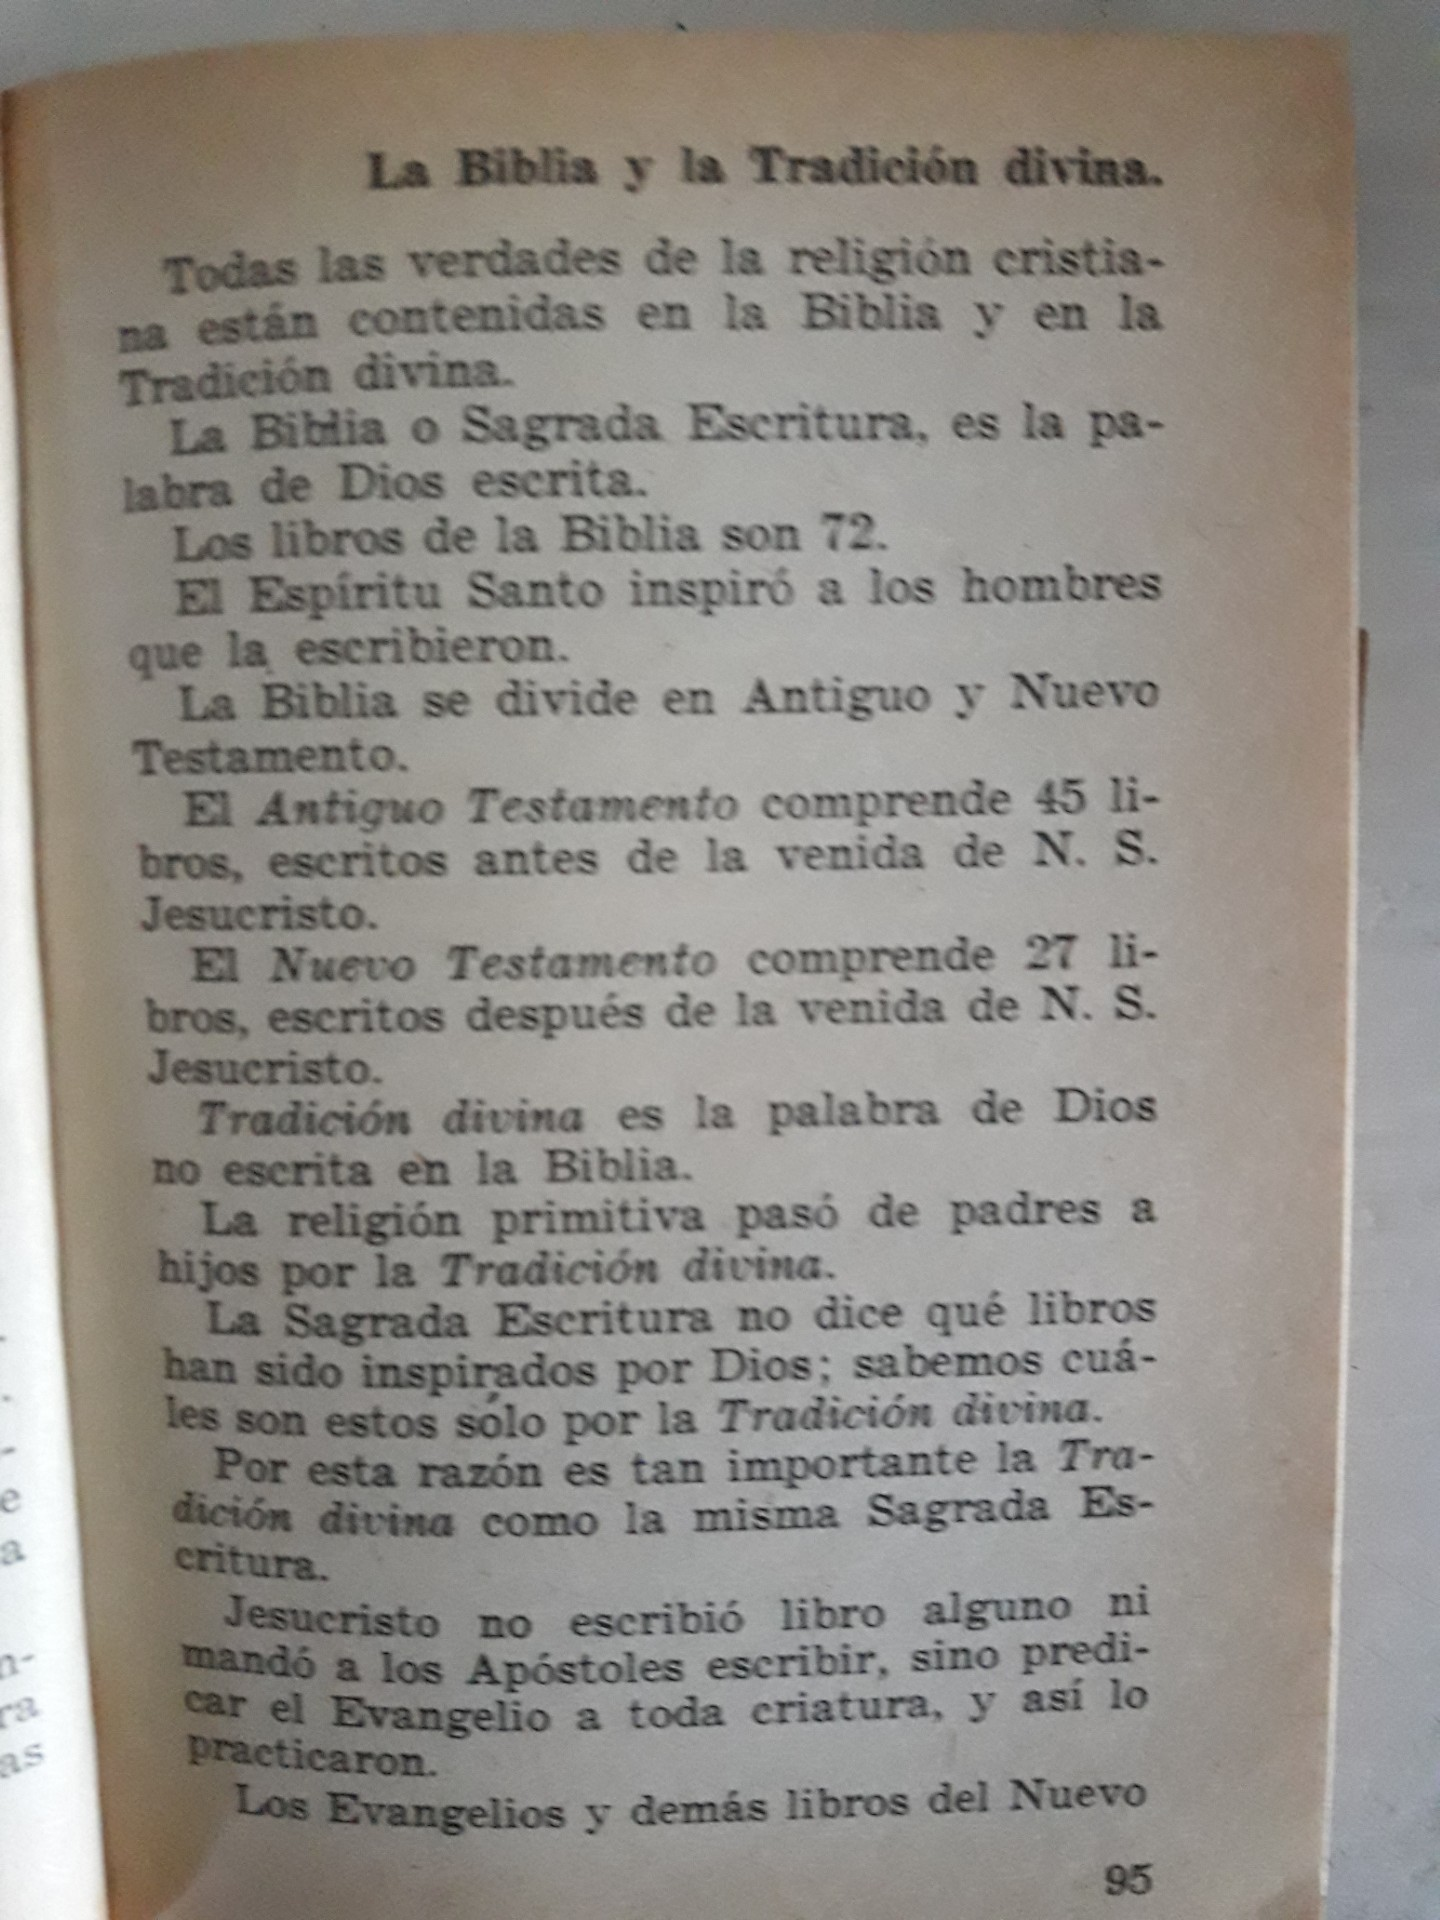 La Biblia y la Tradición divina.
Todas las verdades de la religión cristia-
na están contenidas en la Biblia y en la
Tradición divina.
La Biblia o Sagrada Escritura, es la pa-
labra de Dios escrita.
Los libros de la Biblia son 72.
El Espíritu Santo inspiró a los hombres
que la escribieron.
La Biblia se divide en Antiguo y Nuevo
Testamento.
El Antiguo Testamento comprende 45 li-
bros, escritos antes de la venida de N. S.
Jesucristo.
El Nuevo Testamento comprende 27 li-
bros, escritos después de la venida de N. S.
Jesucristo.
Tradición divina es la palabra de Dios
no escrita en la Biblia.
La religión primitiva pasó de padres a
hijos por la Tradición divina.
La Sagrada Escritura no dice qué libros
han sido inspirados por Dios; sabemos cuá-
les son estos sólo por la Tradición divina.
Por esta razón es tan importante la Tra-
dición divina como la misma Sagrada Es-
critura.
Jesucristo no escribió libro alguno ni
mandó a los Apóstoles escribir, sino predi-
car el Evangelio a toda criatura, y así lo
practicaron.
Los Evangelios y demás libros del Nuevo
95